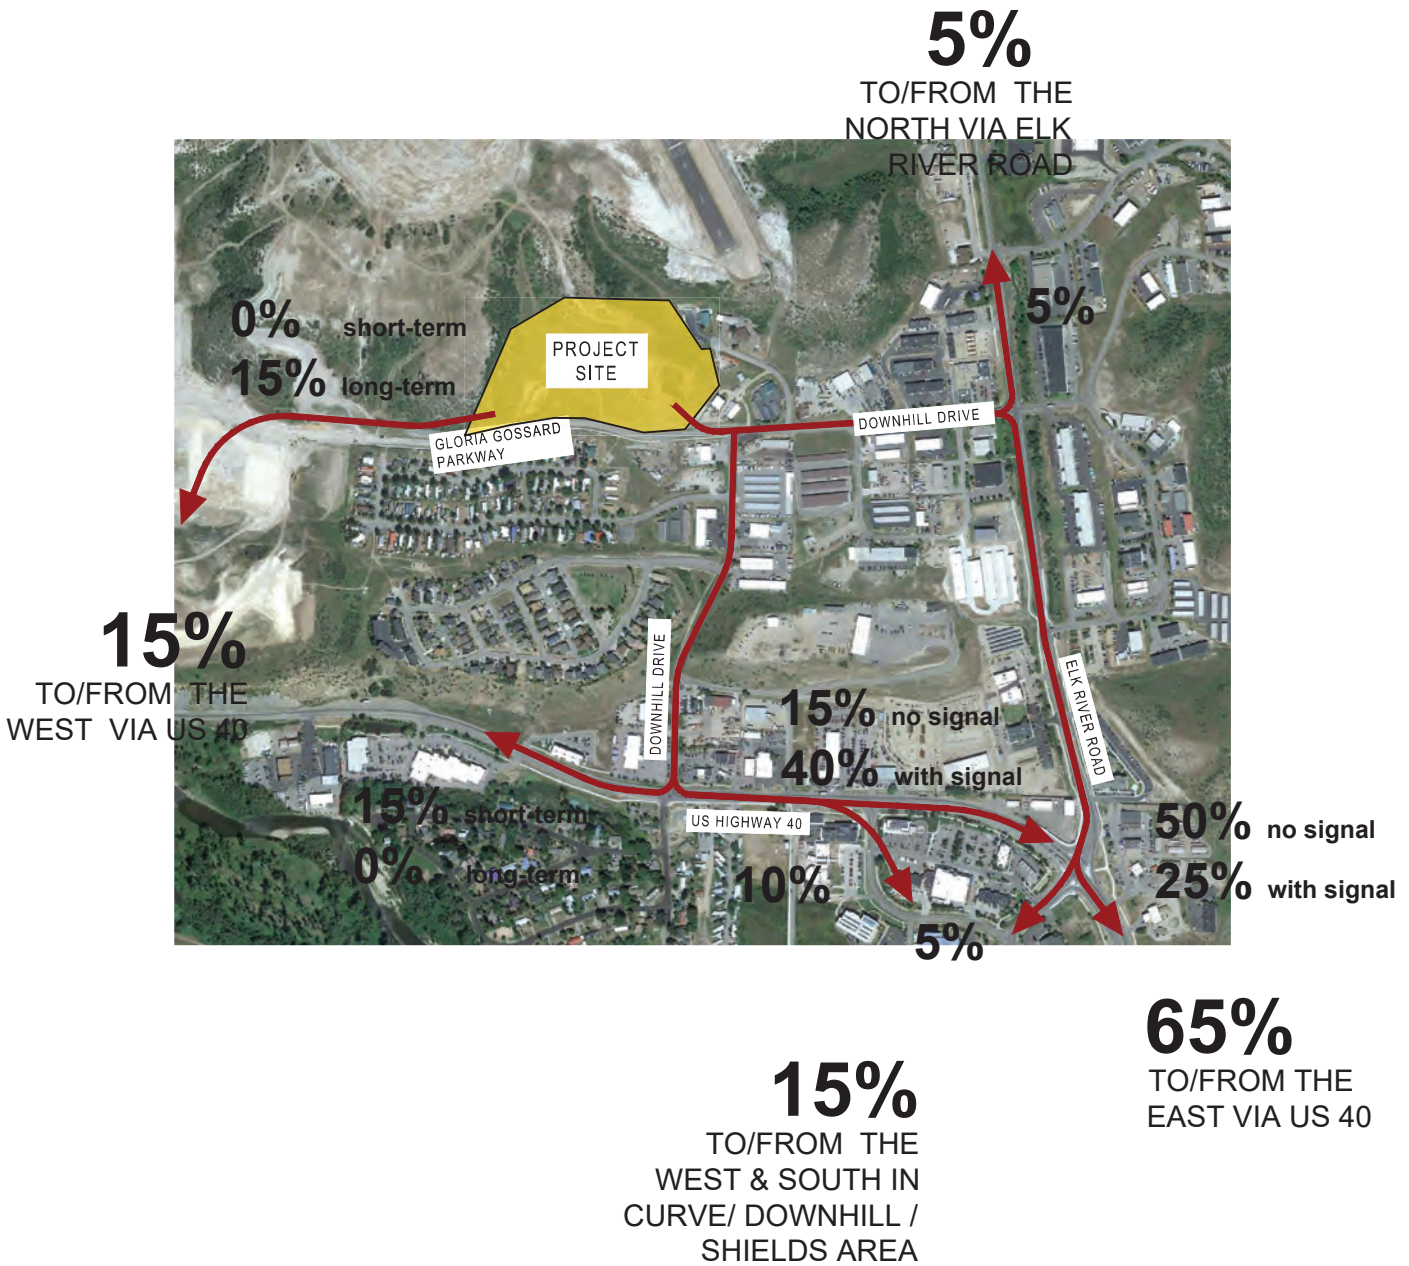 5%
TO/FROM THE
NORTH VIA ELK
RIVER ROAD
0% short-term
15% long-term
PROJECT
SITE
5%
DOWNHILL DRIVE
GLORIA GOSSARD
PARKWAY
15%
TO/FROM THE
WEST VIA US 40
DOWNHILL DRIVE
ELK RIVER ROAD
15% no signal
40% with signal
15% short-term
0% long-term
US HIGHWAY 40
50% no signal
25% with signal
10%
5%
65%
TO/FROM THE
EAST VIA US 40
15%
TO/FROM THE
WEST & SOUTH IN
CURVE/ DOWNHILL /
SHIELDS AREA